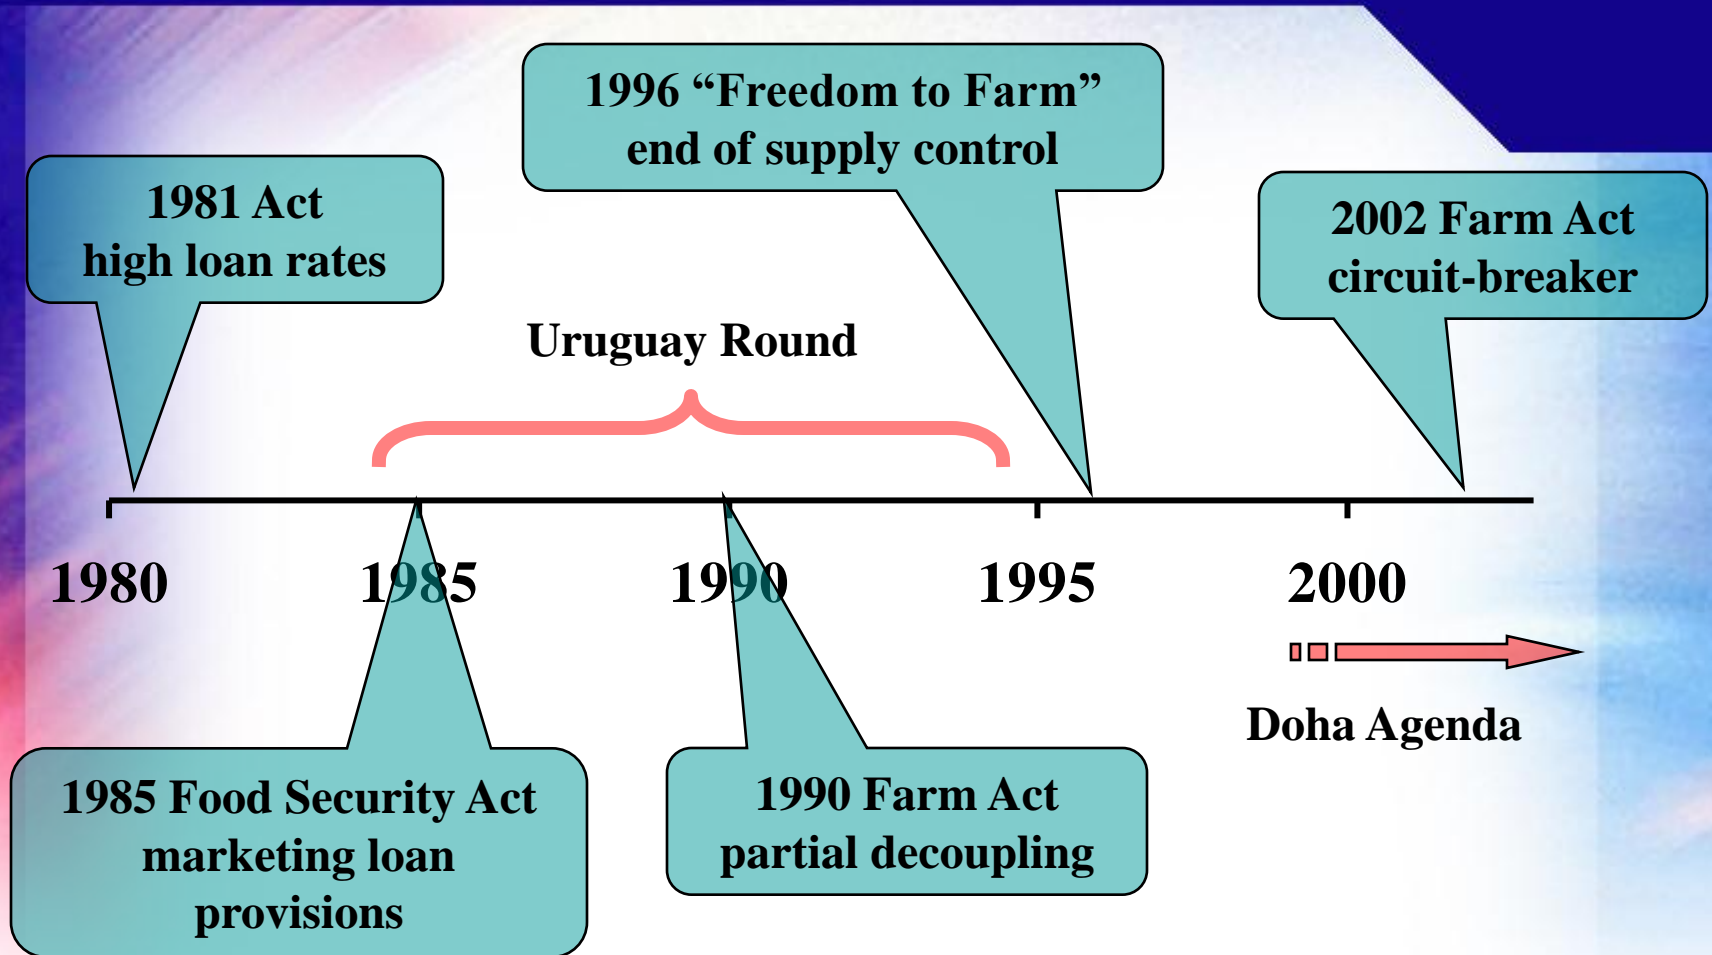 1996 “Freedom to Farm”
end of supply control
1981 Act
high loan rates
2002 Farm Act
circuit-breaker
Uruguay Round
1980
1985
1990
1995
2000
Doha Agenda
1985 Food Security Act
marketing loan
provisions
1990 Farm Act
partial decoupling